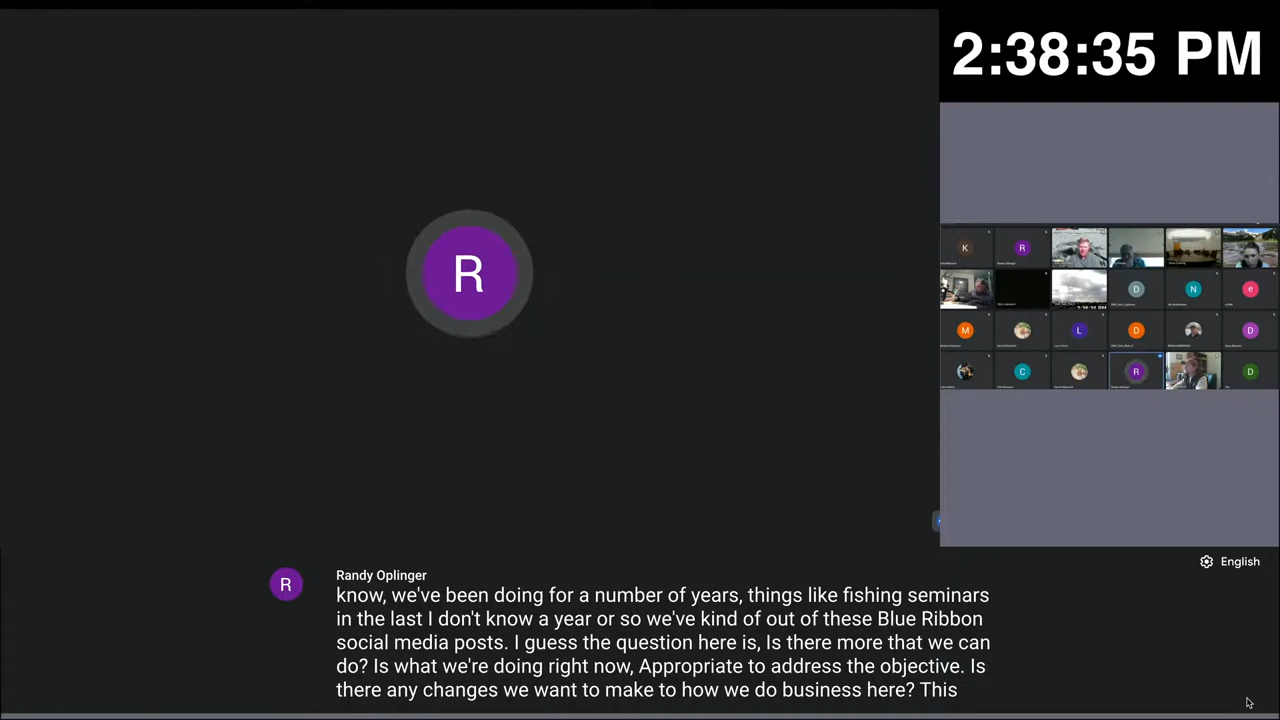 2:38:35 PM
R
K
R
D
N
e
M
L
D
D
C
R
D
English
R
Randy Oplinger
know, we've been doing for a number of years, things like fishing seminars
in the last I don't know a year or so we've kind of out of these Blue Ribbon
social media posts. I guess the question here is, Is there more that we can
do? Is what we're doing right now, Appropriate to address the objective. Is
there any changes we want to make to how we do business here? This